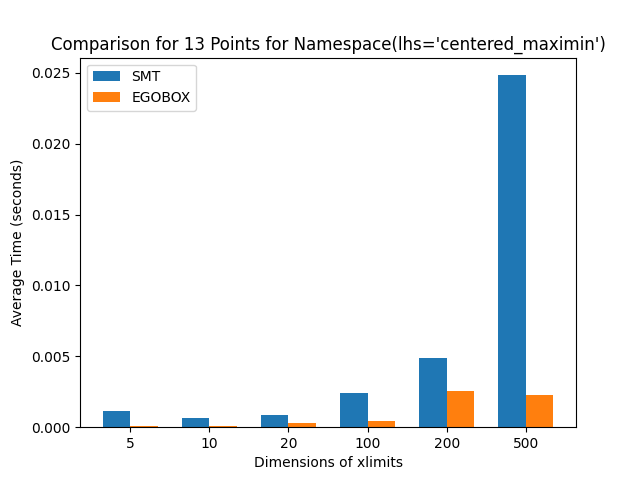 Comparison for 13 Points for Namespace(lhs='centered_maximin')
SMT
EGOBOX
0.025
0.020
0.015
0.010
0.005
0.000
Average Time (seconds)
5 10 20 100 200 500
Dimensions of xlimits